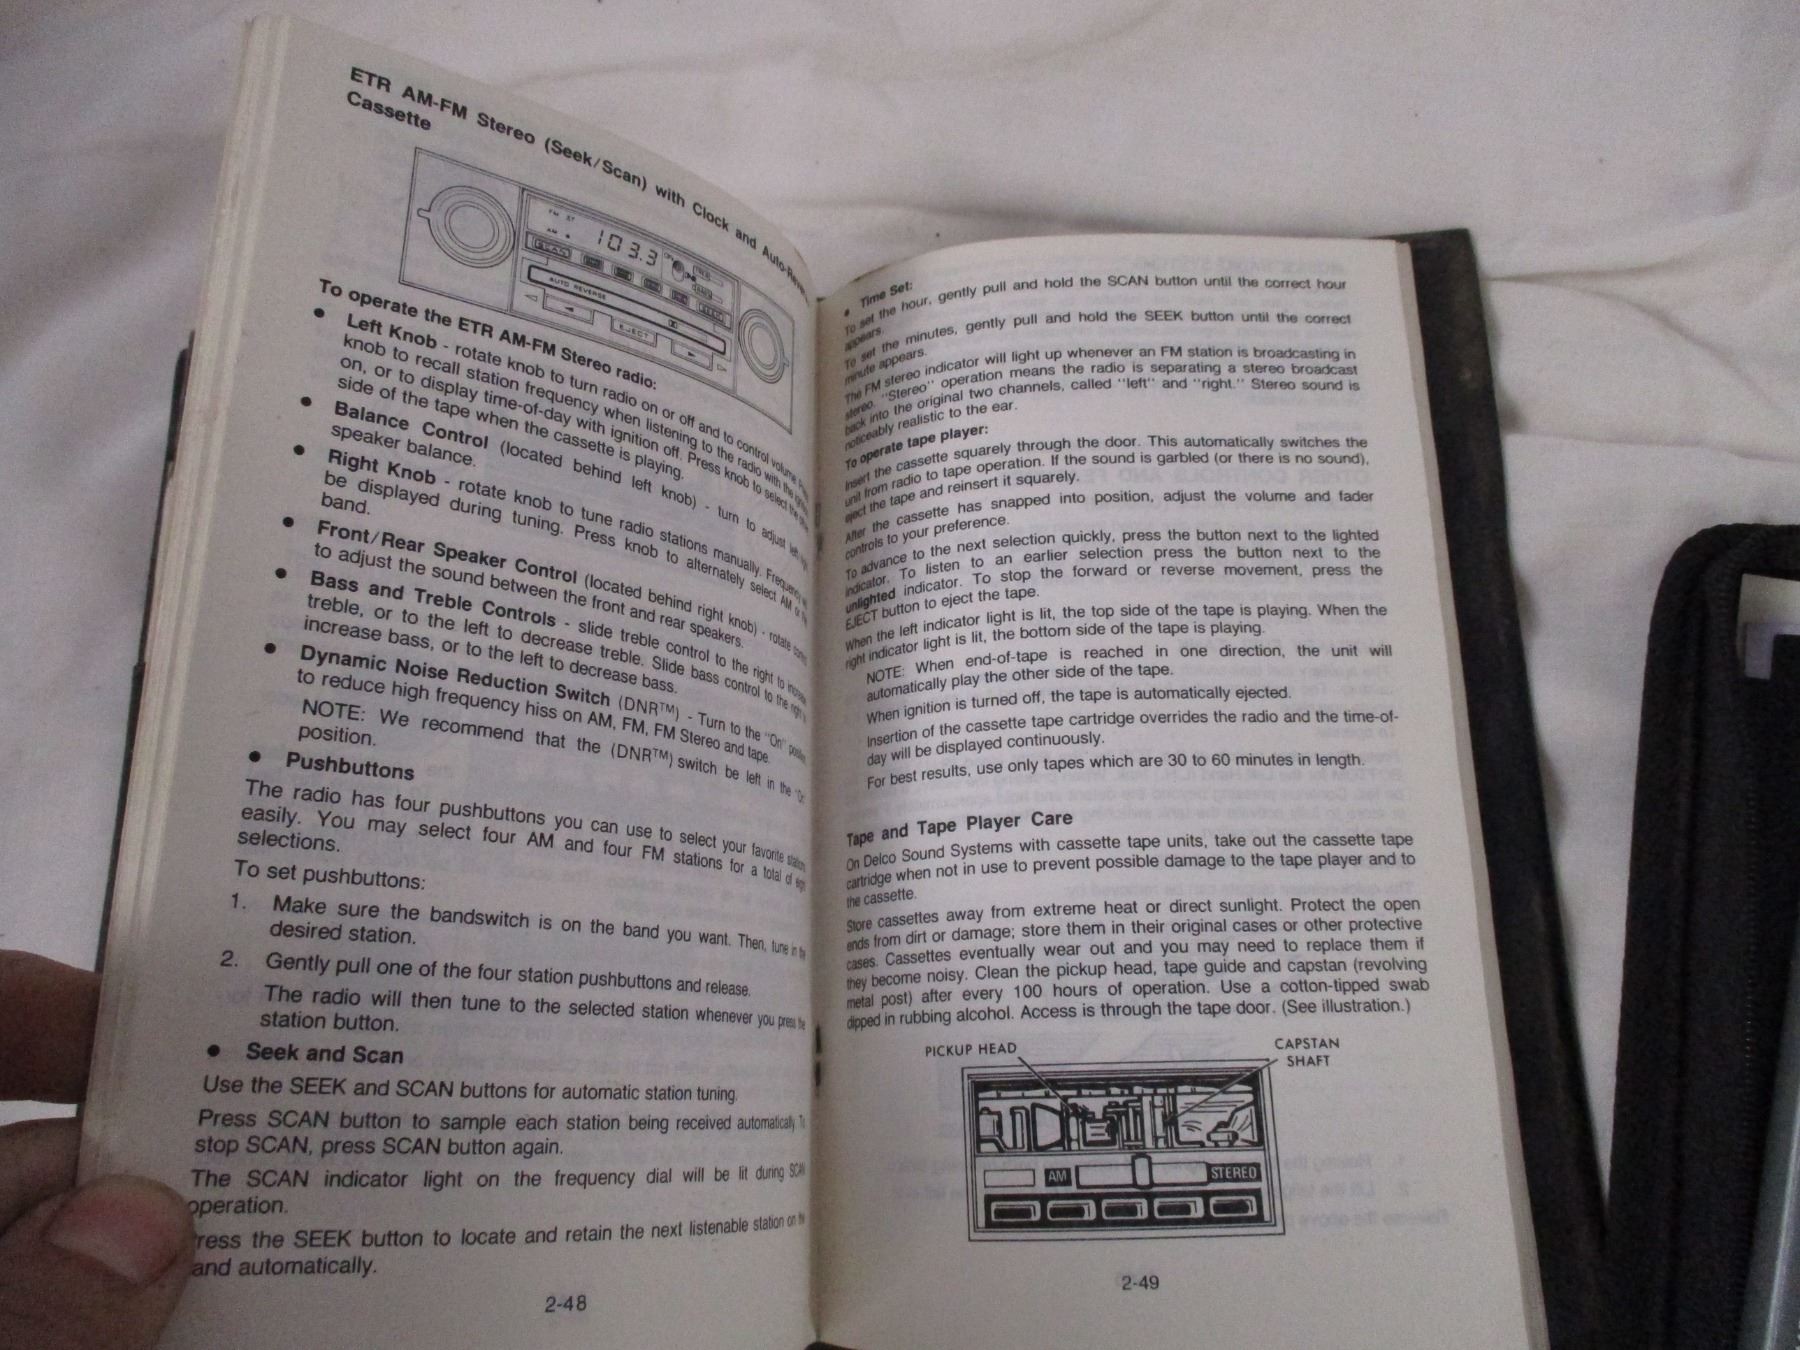 ETR AM-FM Stereo (Seek/Scan) with Clock and Auto-Reverse
Cassette
FM ST
AM
103.3
SCAN
AUTO REVERSE
EJECT
To operate the ETR AM-FM Stereo radio:
● Left Knob - rotate knob to turn radio on or off and to control volume. Press
knob to recall station frequency when listening to the radio with the ignition
on, or to display time-of-day with ignition off. Press knob to select the other
side of the tape when the cassette is playing.
● Balance Control (located behind left knob) - turn to adjust left/right
speaker balance.
● Right Knob - rotate knob to tune radio stations manually. Frequency will
be displayed during tuning. Press knob to alternately select AM or FM
band.
● Front/Rear Speaker Control (located behind right knob) - rotate control
to adjust the sound between the front and rear speakers.
● Bass and Treble Controls - slide treble control to the right to increase
treble, or to the left to decrease treble. Slide bass control to the right to
increase bass, or to the left to decrease bass.
● Dynamic Noise Reduction Switch (DNR™) - Turn to the "On" position
to reduce high frequency hiss on AM, FM, FM Stereo and tape.
NOTE: We recommend that the (DNR™) switch be left in the "On"
position.
● Pushbuttons
The radio has four pushbuttons you can use to select your favorite stations
easily. You may select four AM and four FM stations for a total of eight
selections.
To set pushbuttons:
1. Make sure the bandswitch is on the band you want. Then, tune in the
desired station.
2. Gently pull one of the four station pushbuttons and release.
The radio will then tune to the selected station whenever you press the
station button.
● Seek and Scan
Use the SEEK and SCAN buttons for automatic station tuning.
Press SCAN button to sample each station being received automatically. To
stop SCAN, press SCAN button again.
The SCAN indicator light on the frequency dial will be lit during SCAN
operation.
ress the SEEK button to locate and retain the next listenable station on the
and automatically.
2-48
● Time Set:
To set the hour, gently pull and hold the SCAN button until the correct hour
appears.
To set the minutes, gently pull and hold the SEEK button until the correct
minute appears.
The FM stereo indicator will light up whenever an FM station is broadcasting in
stereo. "Stereo" operation means the radio is separating a stereo broadcast
back into the original two channels, called "left" and "right." Stereo sound is
noticeably realistic to the ear.
To operate tape player:
Insert the cassette squarely through the door. This automatically switches the
unit from radio to tape operation. If the sound is garbled (or there is no sound),
eject the tape and reinsert it squarely.
After the cassette has snapped into position, adjust the volume and fader
controls to your preference.
To advance to the next selection quickly, press the button next to the lighted
indicator. To listen to an earlier selection press the button next to the
unlighted indicator. To stop the forward or reverse movement, press the
EJECT button to eject the tape.
When the left indicator light is lit, the top side of the tape is playing. When the
right indicator light is lit, the bottom side of the tape is playing.
NOTE: When end-of-tape is reached in one direction, the unit will
automatically play the other side of the tape.
When ignition is turned off, the tape is automatically ejected.
Insertion of the cassette tape cartridge overrides the radio and the time-of-
day will be displayed continuously.
For best results, use only tapes which are 30 to 60 minutes in length.
Tape and Tape Player Care
On Delco Sound Systems with cassette tape units, take out the cassette tape
cartridge when not in use to prevent possible damage to the tape player and to
the cassette.
Store cassettes away from extreme heat or direct sunlight. Protect the open
ends from dirt or damage; store them in their original cases or other protective
cases. Cassettes eventually wear out and you may need to replace them if
they become noisy. Clean the pickup head, tape guide and capstan (revolving
metal post) after every 100 hours of operation. Use a cotton-tipped swab
dipped in rubbing alcohol. Access is through the tape door. (See illustration.)
PICKUP HEAD
CAPSTAN
SHAFT
AM
STEREO
2-49